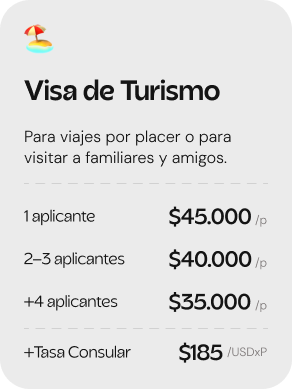 Visa de Turismo
Para viajes por placer o para
visitar a familiares y amigos.
1 aplicante $45.000 /p
2–3 aplicantes $40.000 /p
+4 aplicantes $35.000 /p
+Tasa Consular $185 /USDxP